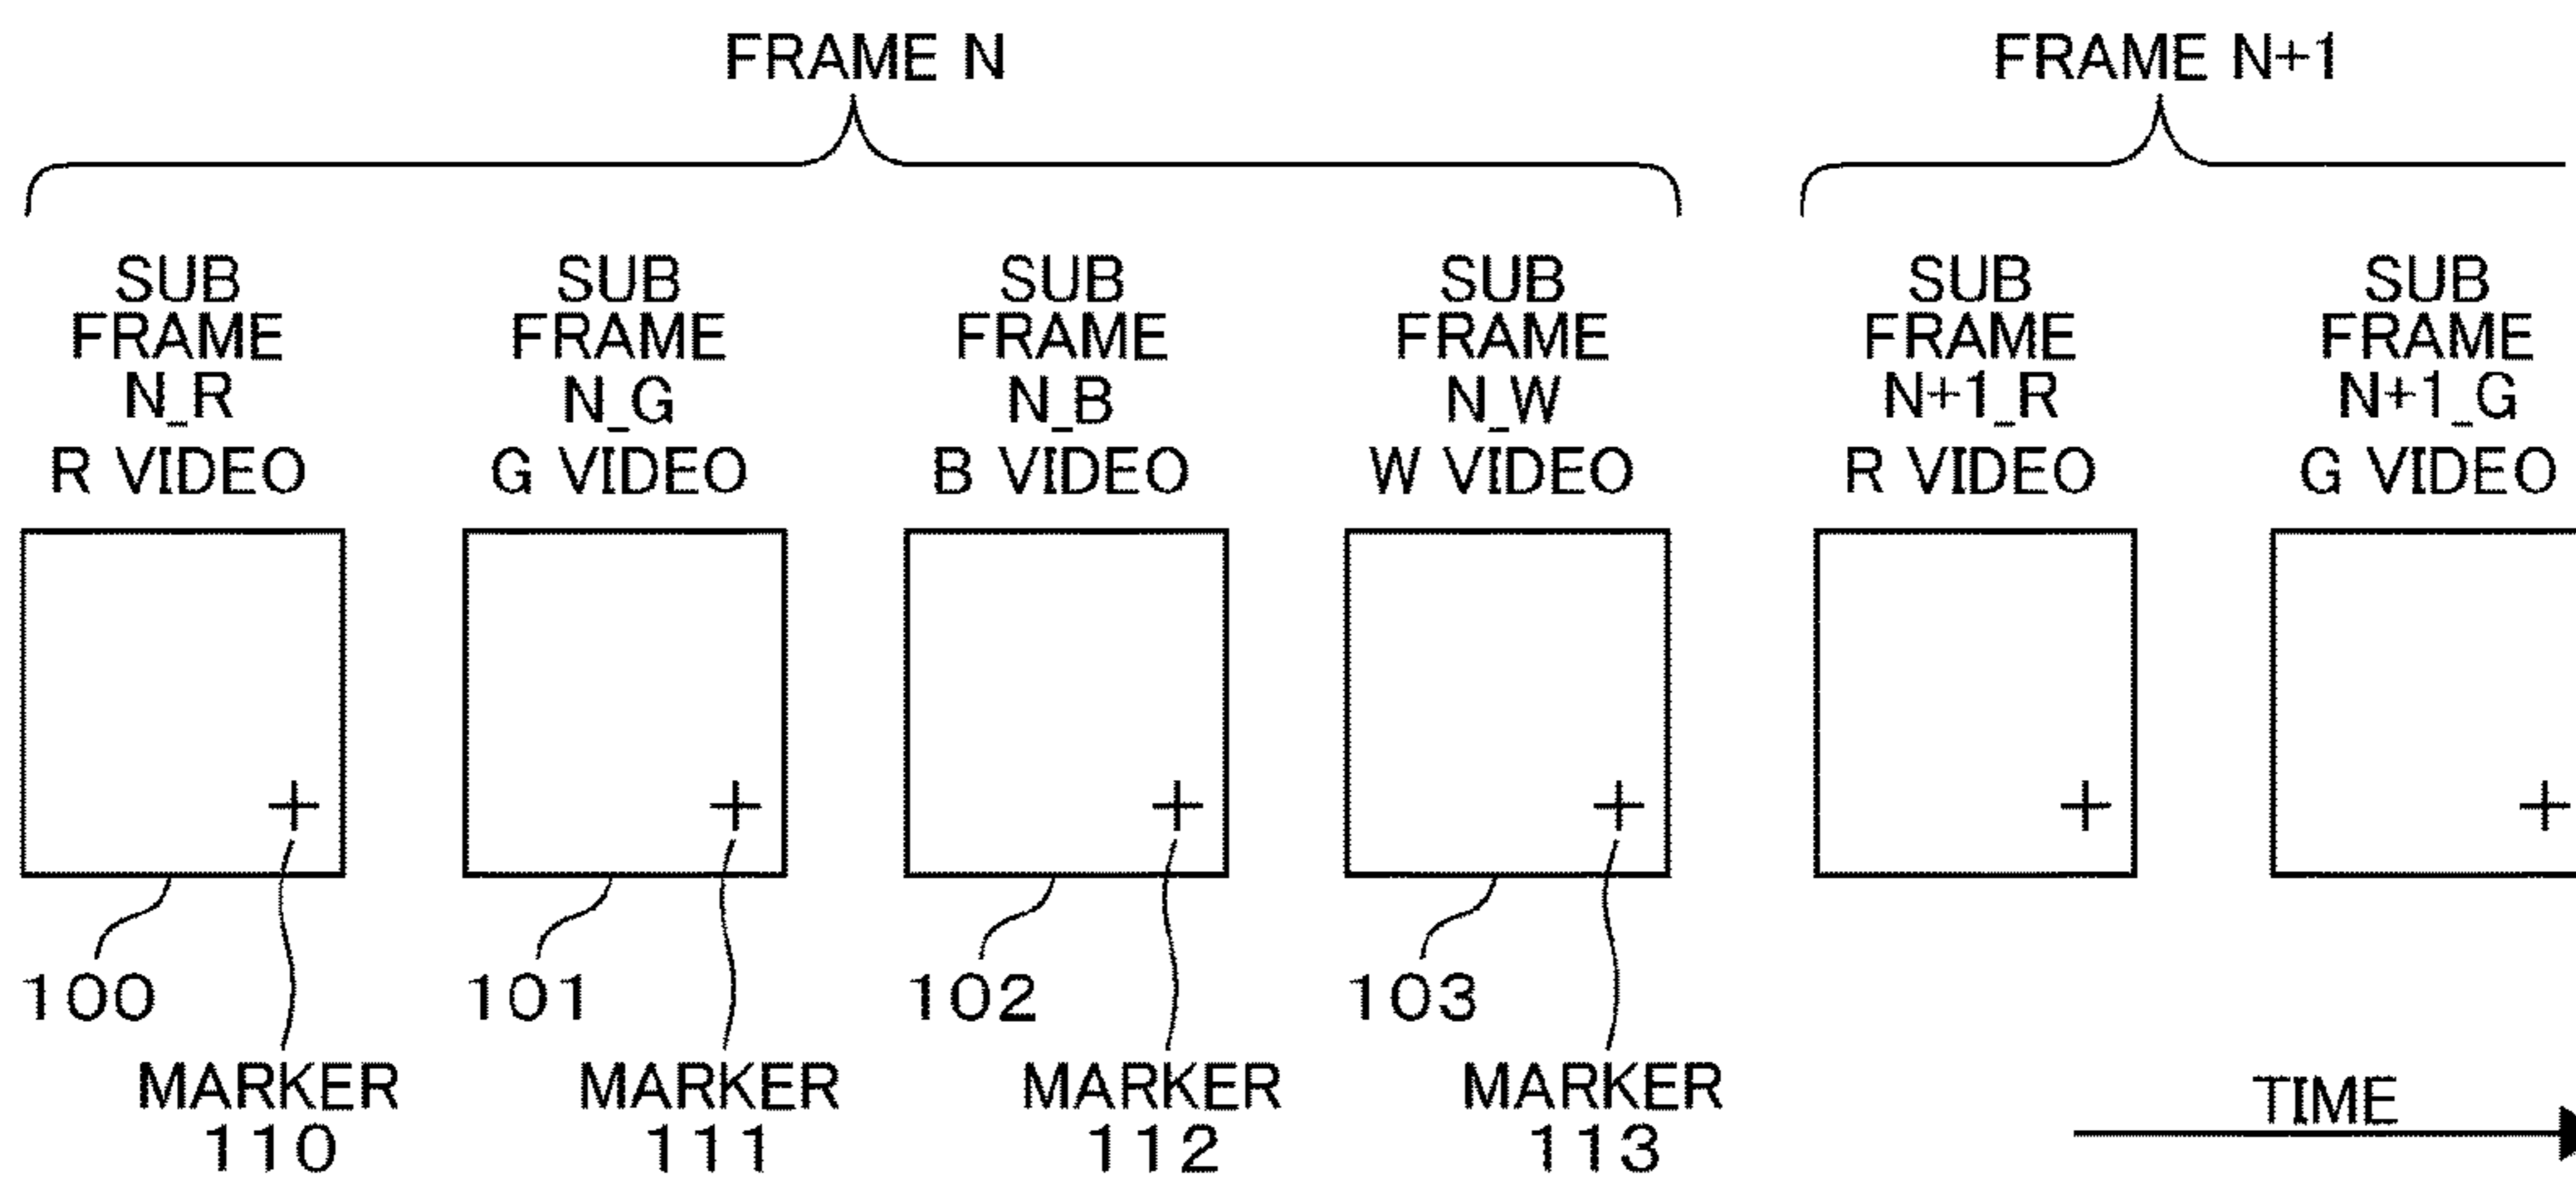 FRAME N
FRAME N+1
SUB
FRAME
N_R
R VIDEO
SUB
FRAME
N_G
G VIDEO
SUB
FRAME
N_B
B VIDEO
SUB
FRAME
N_W
W VIDEO
SUB
FRAME
N+1_R
R VIDEO
SUB
FRAME
N+1_G
G VIDEO
100
101
102
103
MARKER
110
MARKER
111
MARKER
112
MARKER
113
TIME